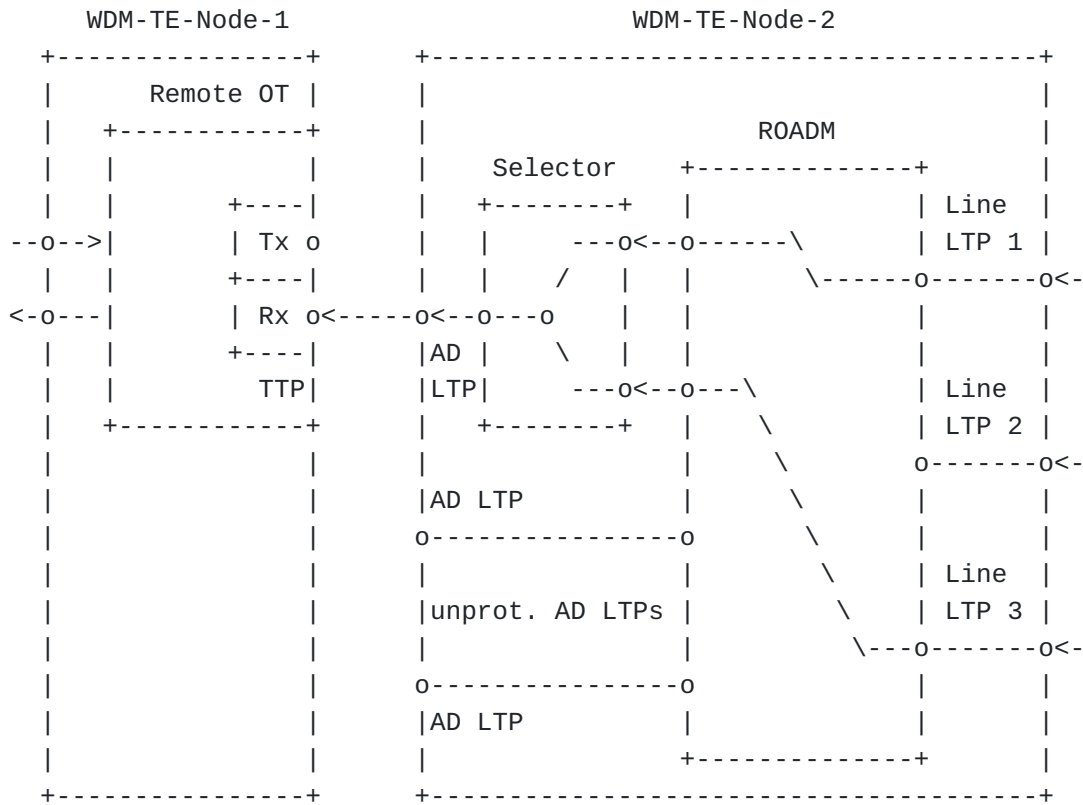 WDM-TE-Node-1                     WDM-TE-Node-2
  +----------------+      +---------------------------------------+
  |      Remote OT |      |                                       |
  |   +------------+      |                     ROADM             |
  |   |            |      |    Selector    +--------------+       |
  |   |       +----|      |   +--------+   |              | Line  |
--o-->|       | Tx o      |   |     ---o<--o------\       | LTP 1 |
  |   |       +----|      |   |    /   |   |       \------o-------o<-
<-o---|       | Rx o<-----o<--o---o    |   |              |       |
  |   |       +----|      |AD |    \   |   |              |       |
  |   |         TTP|      |LTP|     ---o<--o---\          | Line  |
  |   +------------+      |   +--------+   |    \         | LTP 2 |
  |                |      |                |     \        o-------o<-
  |                |      |AD LTP          |      \       |       |
  |                |      o----------------o       \      |       |
  |                |      |                |        \     | Line  |
  |                |      |unprot. AD LTPs |         \    | LTP 3 |
  |                |      |                |          \---o-------o<-
  |                |      o----------------o              |       |
  |                |      |AD LTP          |              |       |
  |                |      |                +--------------+       |
  +----------------+      +---------------------------------------+